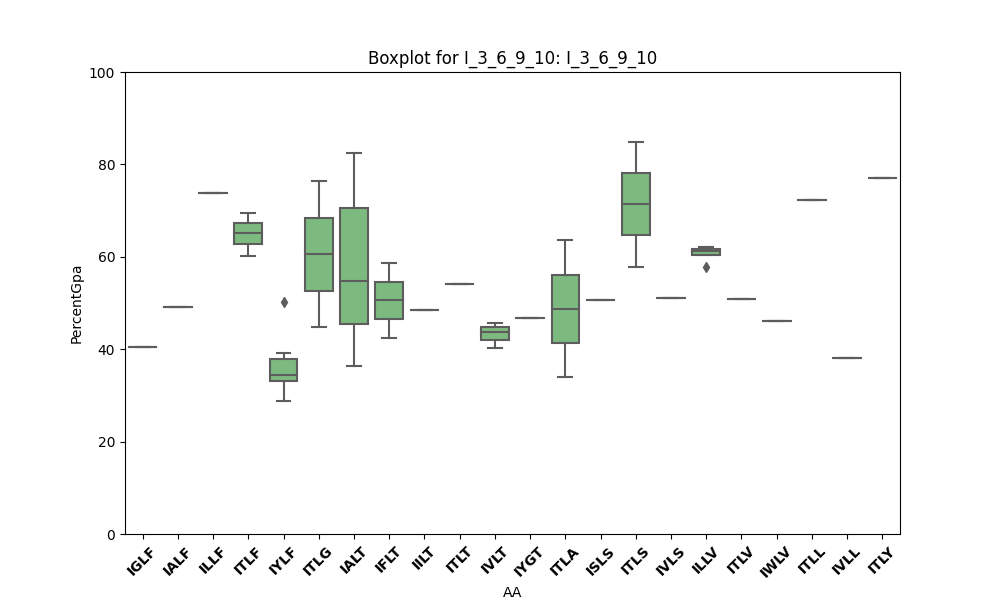 Boxplot for I_3_6_9_10: I_3_6_9_10
100
80
60
40
20
0
PercentGpa
IGLF IALF ILLF ITLF IYLF ITLG IALT IFLT IILT ITLT IVLT IYGT ITLA ISLS ITLS IVLS ILLV ITLV IWLV ITLL IVLL ITLY
AA